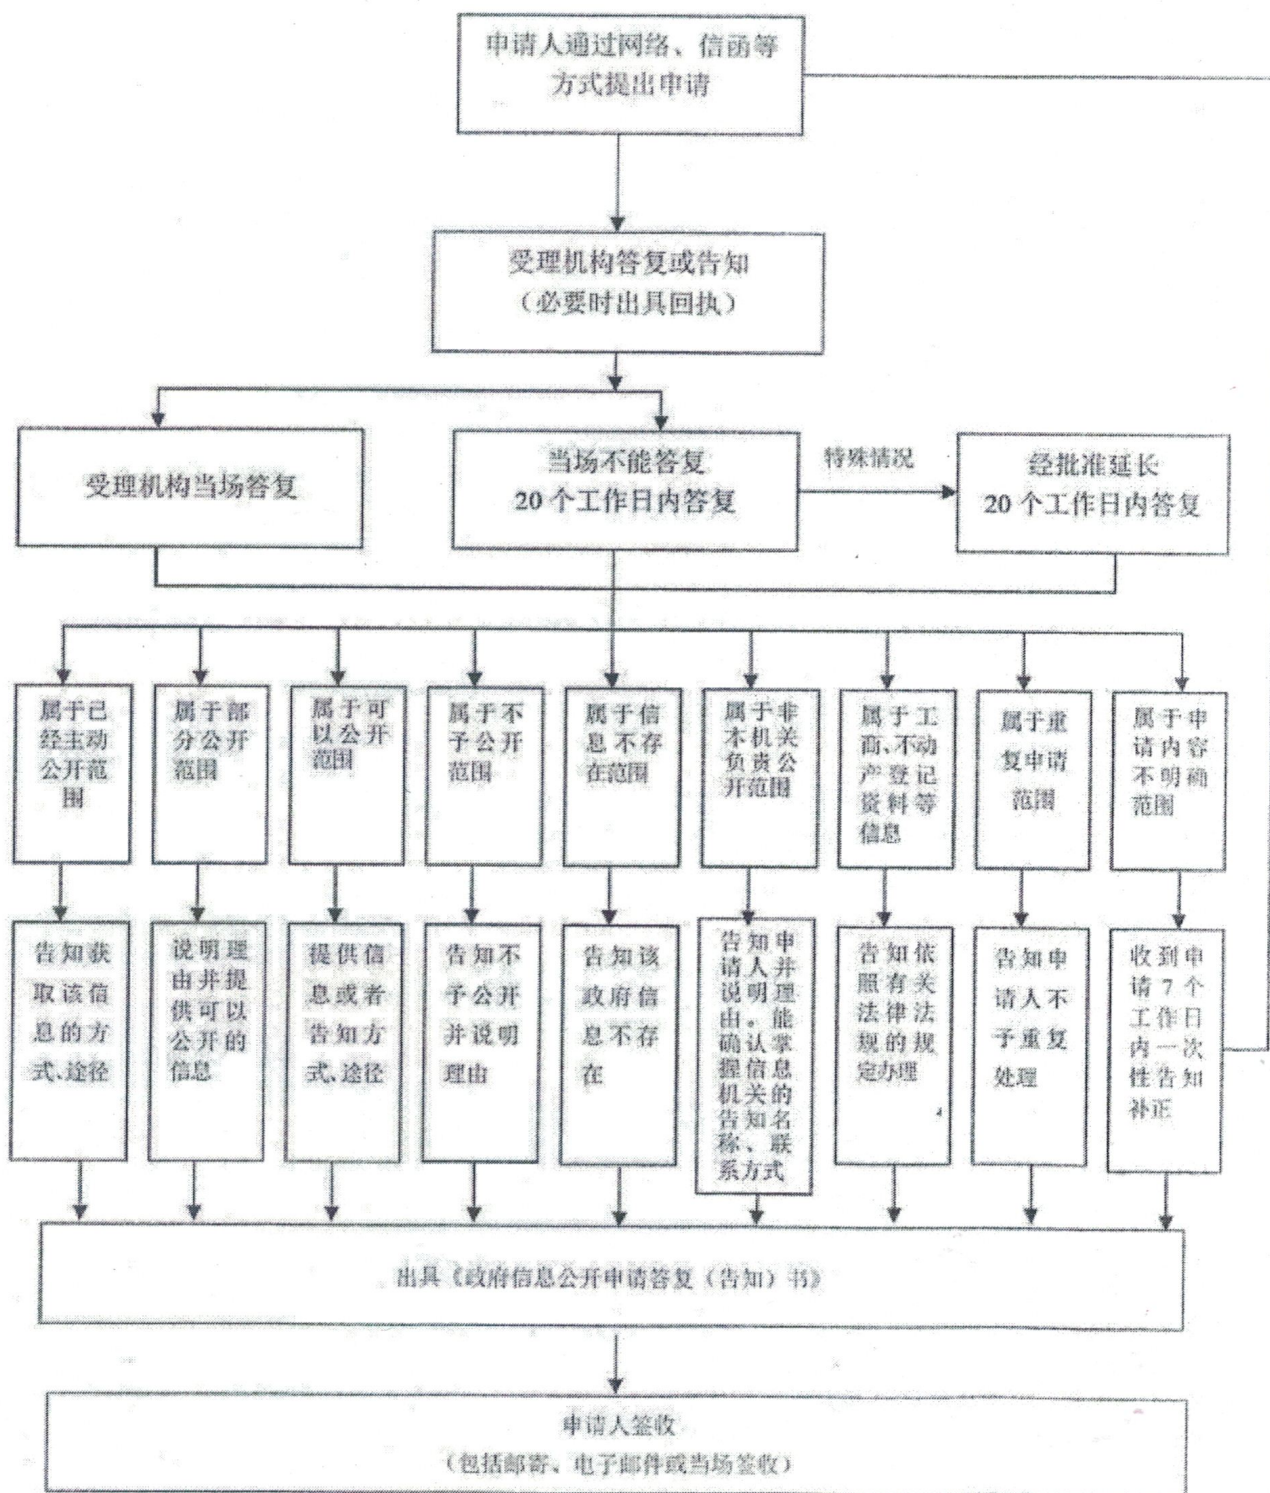 申请人通过网络、信函等
方式提出申请
受理机构答复或告知
（必要时出具回执）
受理机构当场答复
当场不能答复
20 个工作日内答复
特殊情况
经批准延长
20 个工作日内答复
属于已
经主动
公开范
围
属于部
分公开
范围
属于可
以公开
范围
属于不
予公开
范围
属于信
息不存
在范围
属于非
本机关
负责公
开范围
属于工
商、不动
产登记
资料等
信息
属于重
复申请
范围
属于申
请内容
不明确
范围
告知获
取该信
息的方
式、途径
说明理
由并提
供可以
公开的
信息
提供信
息或者
告知方
式、途径
告知不
予公开
并说明
理由
告知该
政府信
息不存
在
告知申
请人并
说明理
由。能
确认掌
握信息
机关的
告知名
称、联
系方式
告知依
照有关
法律法
规的规
定办理
告知申
请人不
予重复
处理
收到申
请 7 个
工作日
内一次
性告知
补正
出具《政府信息公开申请答复（告知）书》
申请人签收
（包括邮寄、电子邮件或当场签收）